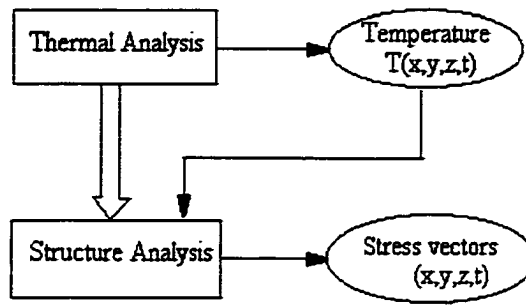 Thermal Analysis
Temperature
T(x,y,z,t)
Structure Analysis
Stress vectors
(x,y,z,t)